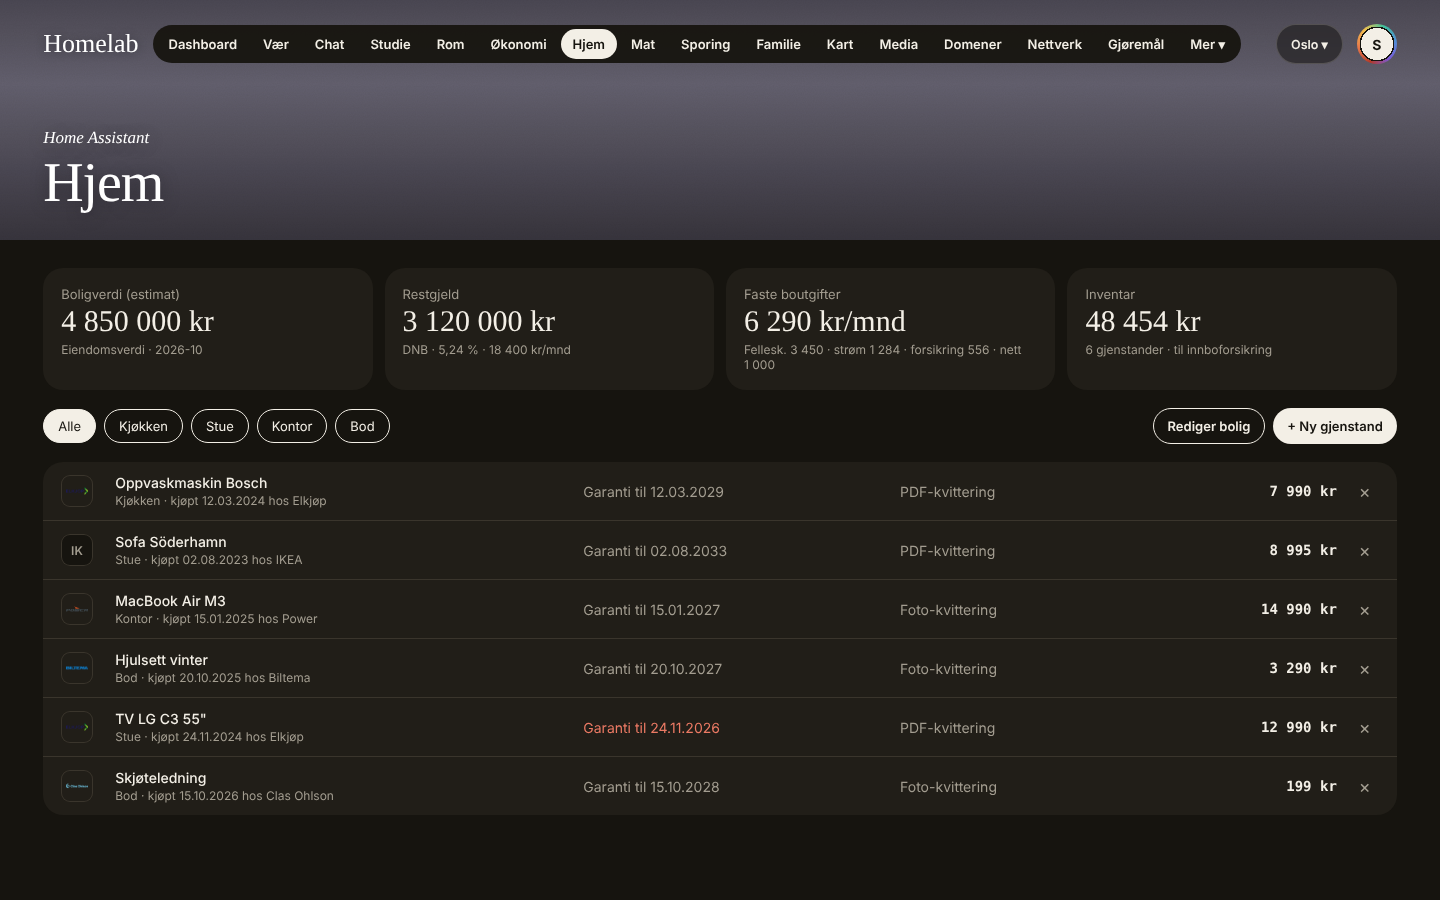 Homelab
Dashboard Vær Chat Studie Rom Økonomi Hjem Mat Sporing Familie Kart Media Domener Nettverk Gjøremål Mer ▾
Oslo ▾
S
Home Assistant
Hjem
Boligverdi (estimat)
4 850 000 kr
Eiendomsverdi · 2026-10
Restgjeld
3 120 000 kr
DNB · 5,24 % · 18 400 kr/mnd
Faste boutgifter
6 290 kr/mnd
Fellesk. 3 450 · strøm 1 284 · forsikring 556 · nett
1 000
Inventar
48 454 kr
6 gjenstander · til innboforsikring
Alle Kjøkken Stue Kontor Bod
Rediger bolig + Ny gjenstand
Oppvaskmaskin Bosch
Kjøkken · kjøpt 12.03.2024 hos Elkjøp
Garanti til 12.03.2029
PDF-kvittering
7 990 kr ×
IK
Sofa Söderhamn
Stue · kjøpt 02.08.2023 hos IKEA
Garanti til 02.08.2033
PDF-kvittering
8 995 kr ×
MacBook Air M3
Kontor · kjøpt 15.01.2025 hos Power
Garanti til 15.01.2027
Foto-kvittering
14 990 kr ×
Hjulsett vinter
Bod · kjøpt 20.10.2025 hos Biltema
Garanti til 20.10.2027
Foto-kvittering
3 290 kr ×
TV LG C3 55"
Stue · kjøpt 24.11.2024 hos Elkjøp
Garanti til 24.11.2026
PDF-kvittering
12 990 kr ×
Skjøteledning
Bod · kjøpt 15.10.2026 hos Clas Ohlson
Garanti til 15.10.2028
Foto-kvittering
199 kr ×